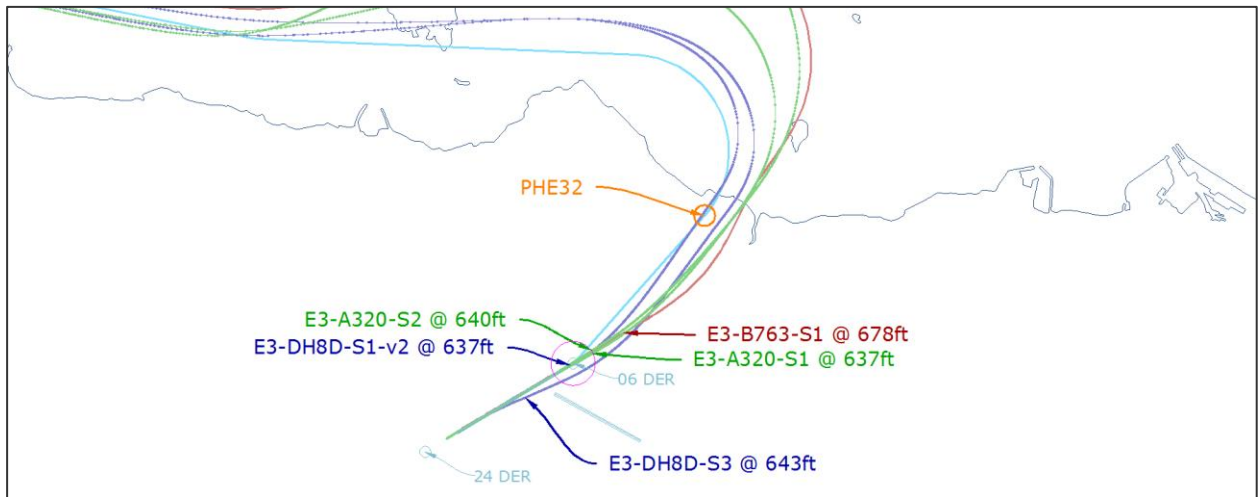 PHE32
E3-A320-S2 @ 640ft
E3-B763-S1 @ 678ft
E3-DH8D-S1-v2 @ 637ft
E3-A320-S1 @ 637ft
06 DER
E3-DH8D-S3 @ 643ft
24 DER